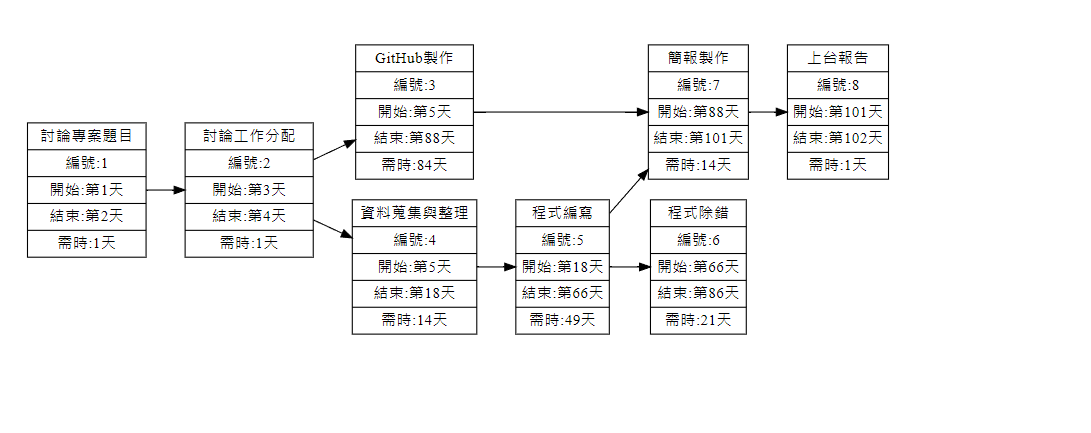 討論專案題目
編號:1
開始:第1天
結束:第2天
需時:1天
討論工作分配
編號:2
開始:第3天
結束:第4天
需時:1天
GitHub製作
編號:3
開始:第5天
結束:第88天
需時:84天
資料蒐集與整理
編號:4
開始:第5天
結束:第18天
需時:14天
程式編寫
編號:5
開始:第18天
結束:第66天
需時:49天
程式除錯
編號:6
開始:第66天
結束:第86天
需時:21天
簡報製作
編號:7
開始:第88天
結束:第101天
需時:14天
上台報告
編號:8
開始:第101天
結束:第102天
需時:1天